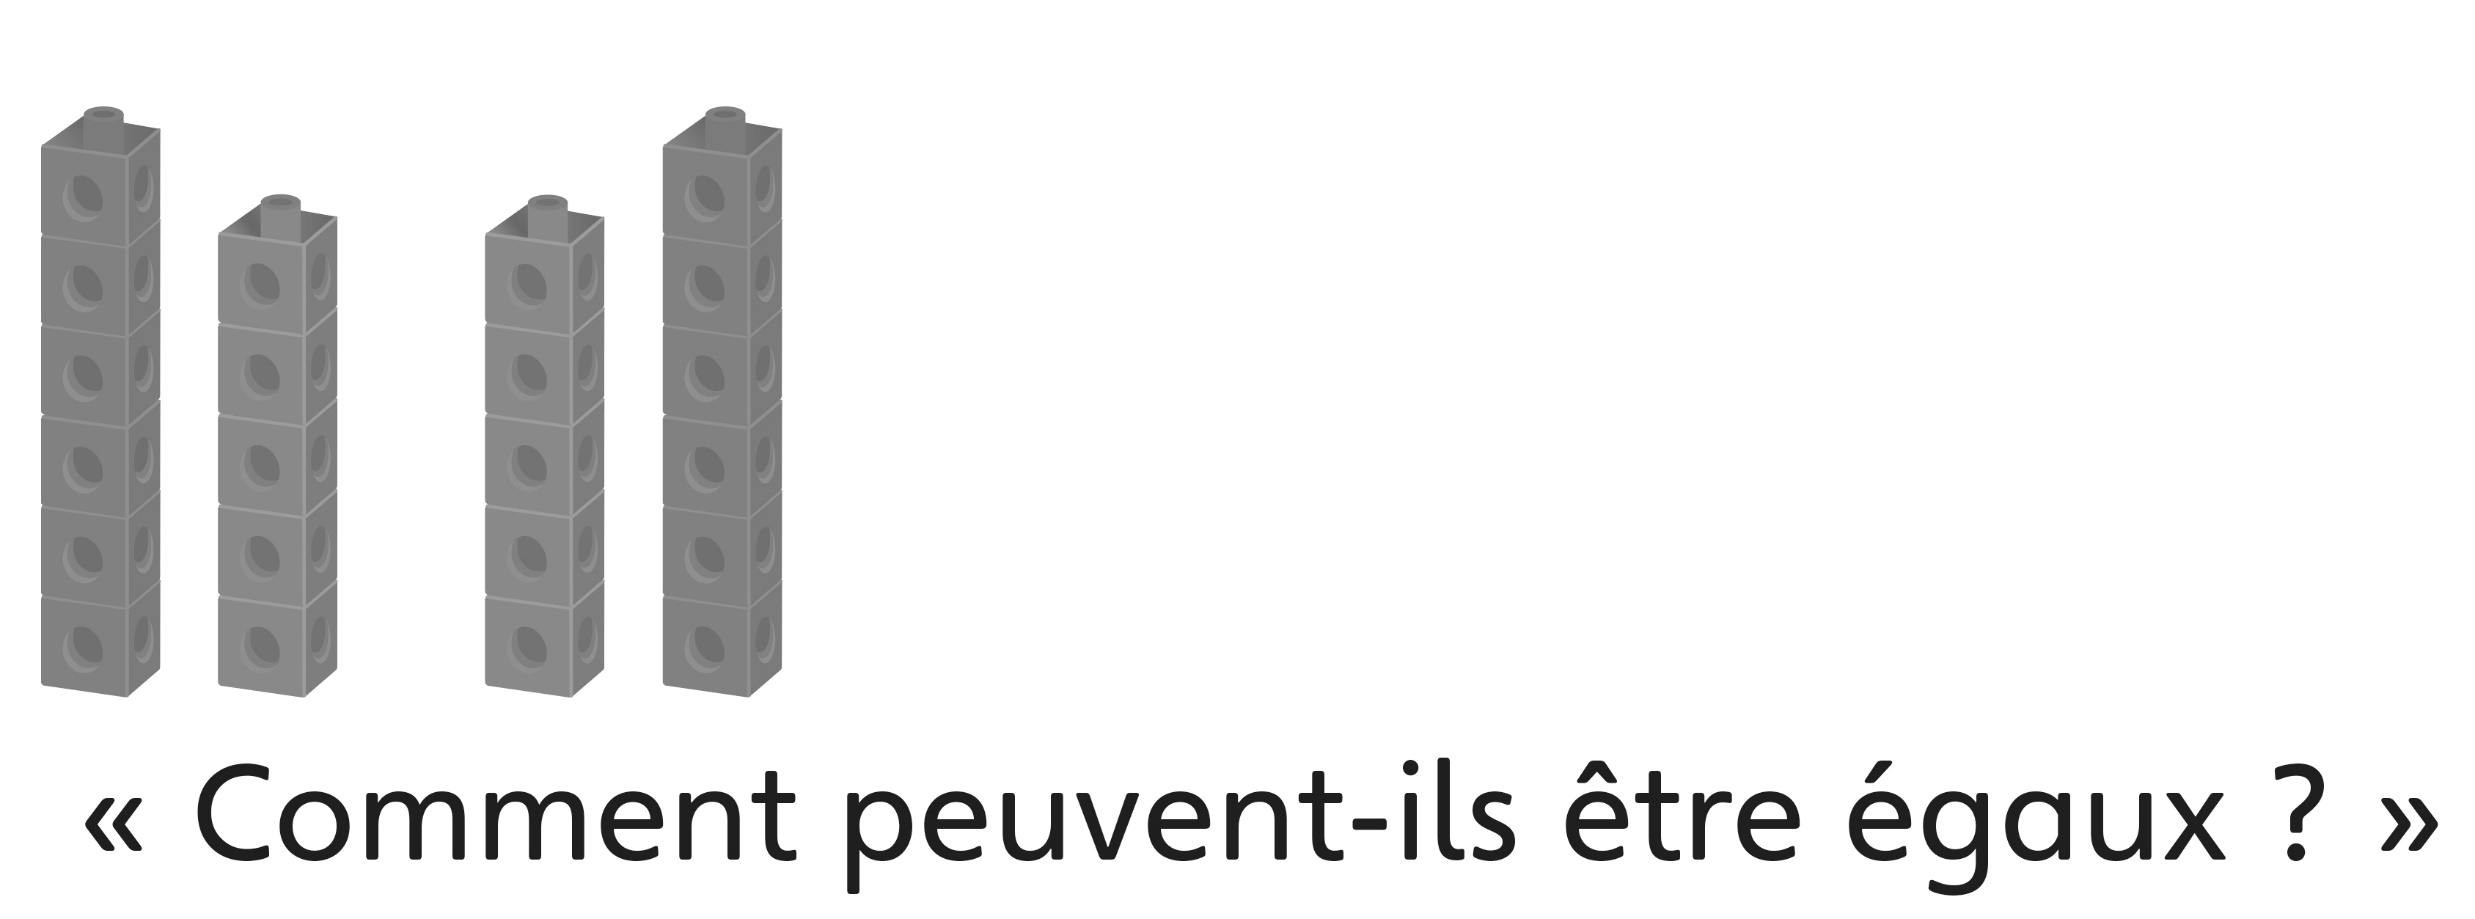 « Comment peuvent-ils être égaux ? »